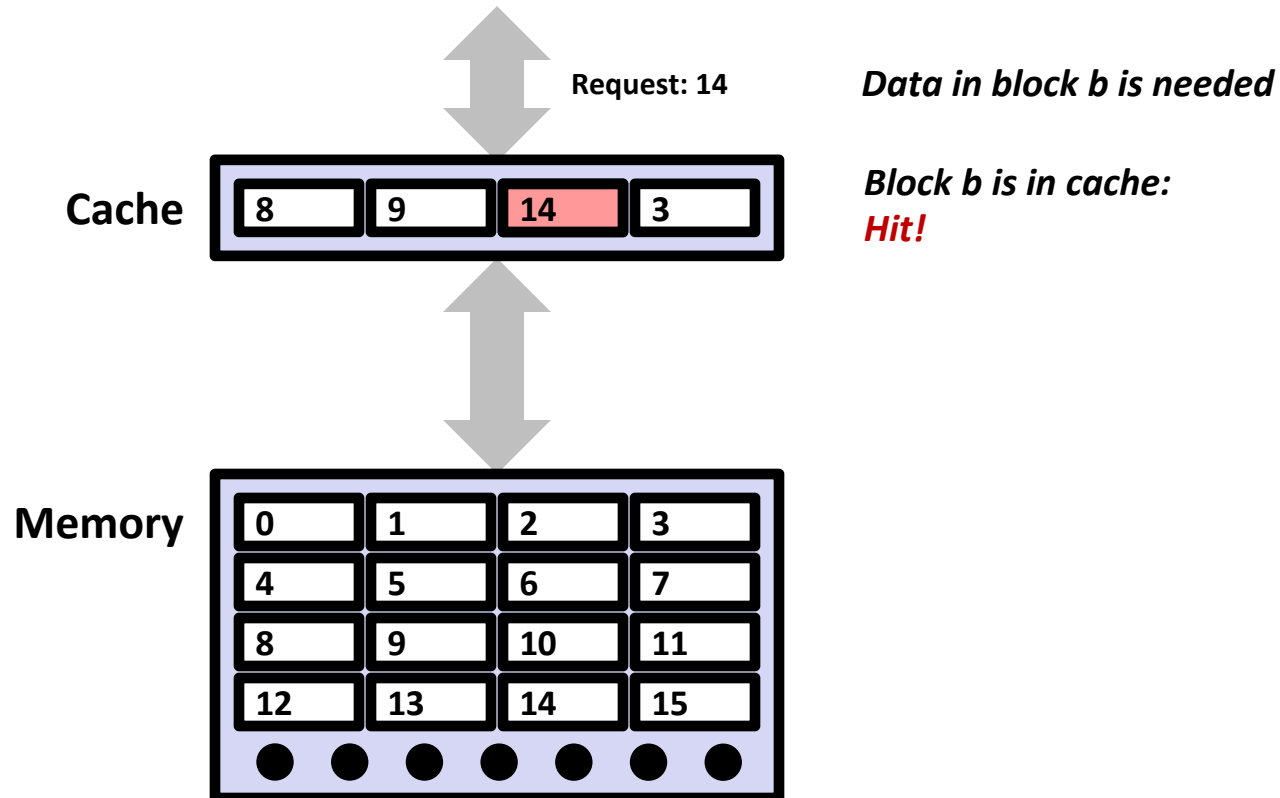 Request: 14
Data in block b is needed
Cache
8 9 14 3
Block b is in cache:
Hit!
Memory
0 1 2 3
4 5 6 7
8 9 10 11
12 13 14 15